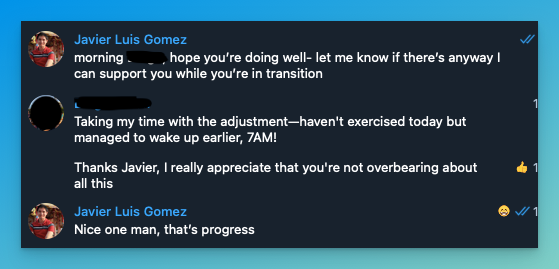 Javier Luis Gomez
morning , hope you're doing well- let me know if there's anyway I
can support you while you're in transition
1
Taking my time with the adjustment—haven't exercised today but
managed to wake up earlier, 7AM!
Thanks Javier, I really appreciate that you're not overbearing about
all this
Javier Luis Gomez
1
Nice one man, that's progress